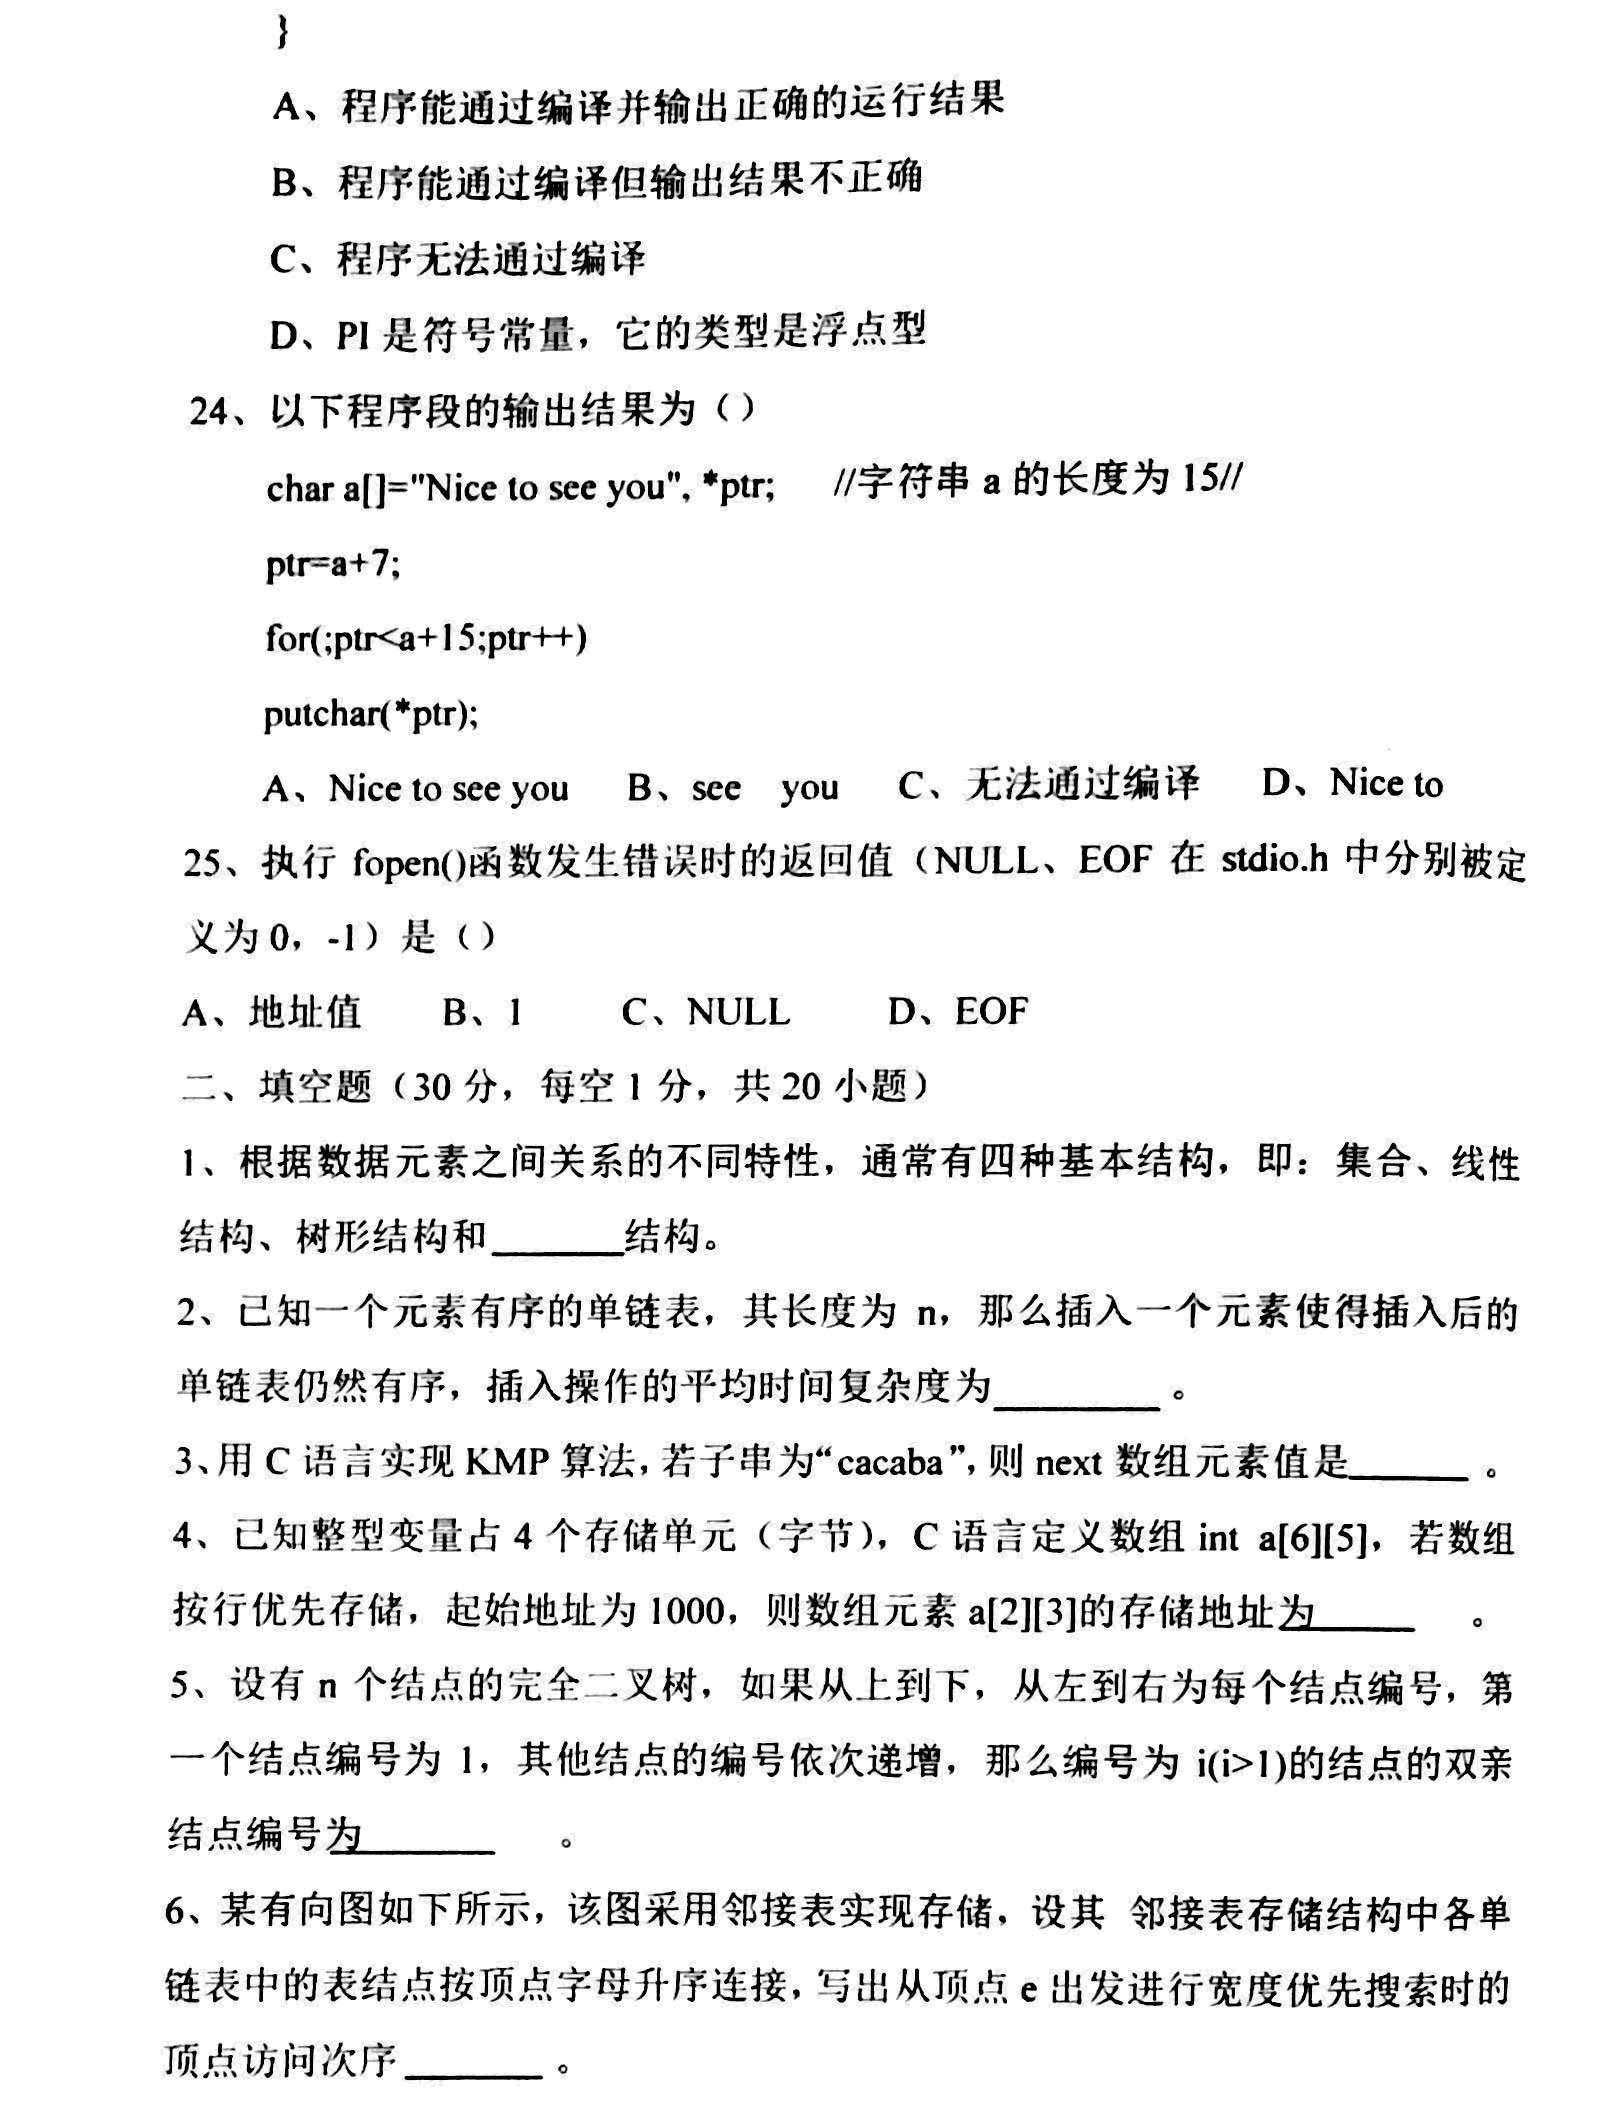 }
A、程序能通过编译并输出正确的运行结果
B、程序能通过编译但输出结果不正确
C、程序无法通过编译
D、PI 是符号常量，它的类型是浮点型
24、以下程序段的输出结果为（）
char a[]="Nice to see you", *ptr; //字符串 a 的长度为 15//
ptr=a+7;
for(;ptr<a+15;ptr++)
putchar(*ptr);
A、Nice to see you B、see you C、无法通过编译 D、Nice to
25、执行 fopen()函数发生错误时的返回值（NULL、EOF 在 stdio.h 中分别被定
义为 0，-1）是（）
A、地址值 B、1 C、NULL D、EOF
二、填空题（30 分，每空 1 分，共 20 小题）
1、根据数据元素之间关系的不同特性，通常有四种基本结构，即：集合、线性
结构、树形结构和______结构。
2、已知一个元素有序的单链表，其长度为 n，那么插入一个元素使得插入后的
单链表仍然有序，插入操作的平均时间复杂度为________。
3、用 C 语言实现 KMP 算法，若子串为“cacaba”，则 next 数组元素值是______。
4、已知整型变量占 4 个存储单元（字节），C 语言定义数组 int a[6][5]，若数组
按行优先存储，起始地址为 1000，则数组元素 a[2][3]的存储地址为______。
5、设有 n 个结点的完全二叉树，如果从上到下，从左到右为每个结点编号，第
一个结点编号为 1，其他结点的编号依次递增，那么编号为 i(i>1)的结点的双亲
结点编号为________。
6、某有向图如下所示，该图采用邻接表实现存储，设其 邻接表存储结构中各单
链表中的表结点按顶点字母升序连接，写出从顶点 e 出发进行宽度优先搜索时的
顶点访问次序_______。